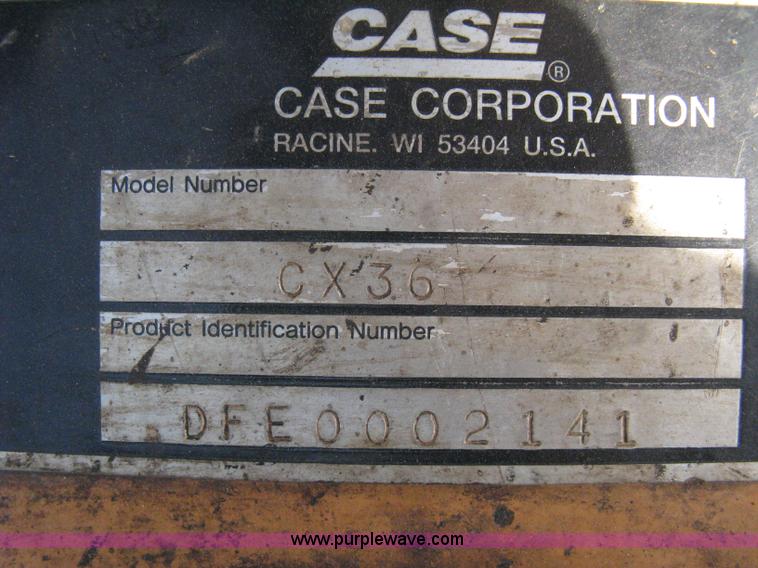 CASE
®
CASE CORPORATION
RACINE. WI 53404 U.S.A.
Model Number
CX36
Product Identification Number
DFE0002141
www.purplewave.com